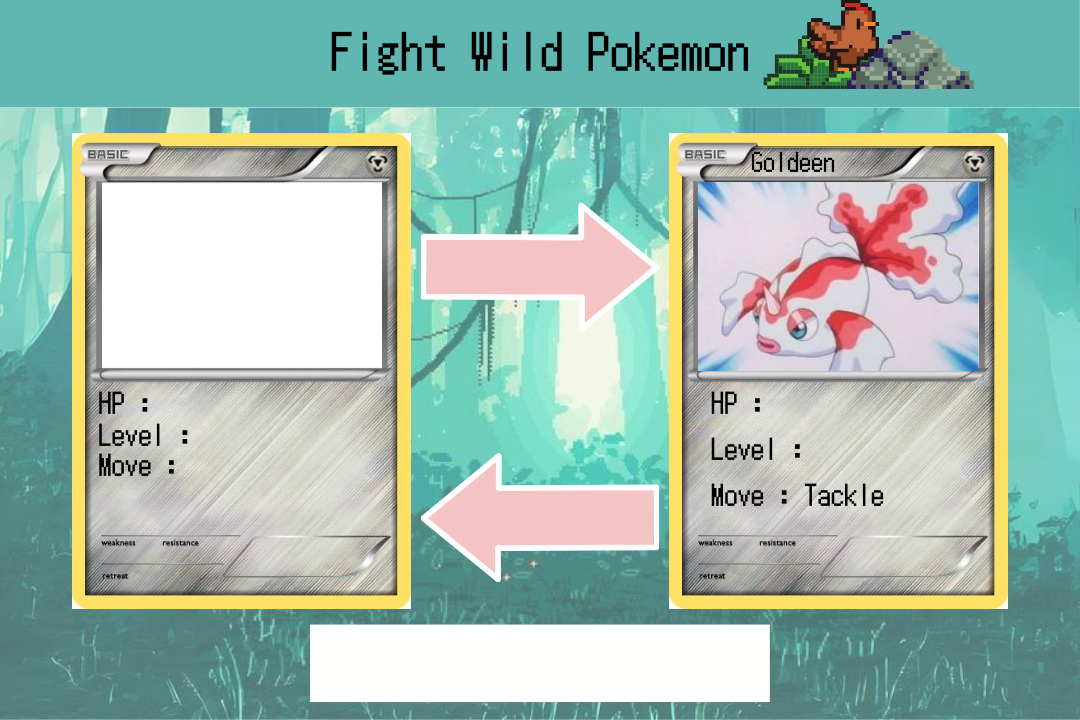 Fight Wild Pokemon
BASIC
HP :
Level :
Move :
weakness resistance
retreat
BASIC Goldeen
HP :
Level :
Move : Tackle
weakness resistance
retreat